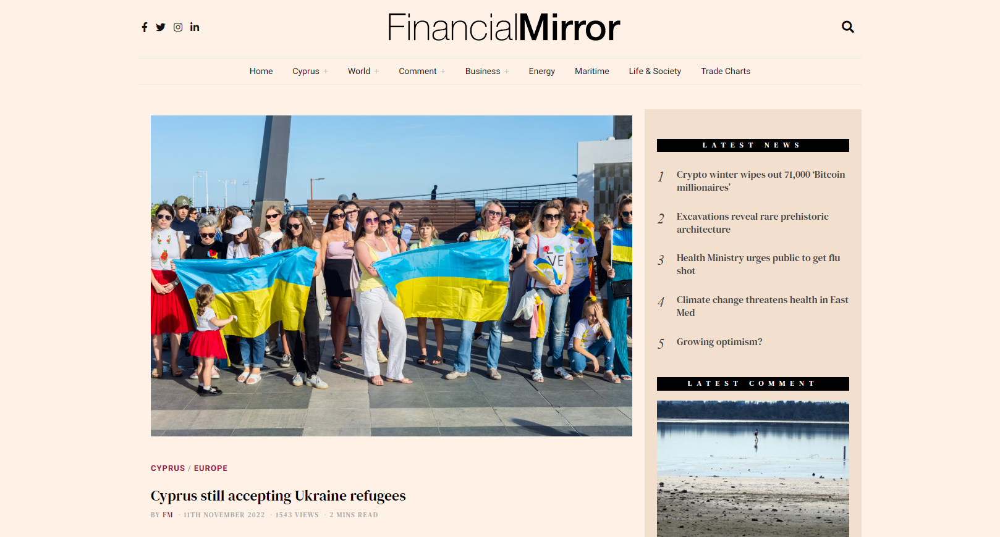 FinancialMirror
Home Cyprus + World + Comment + Business + Energy Maritime Life & Society Trade Charts
LOVE
CYPRUS / EUROPE
Cyprus still accepting Ukraine refugees
BY FM · 11TH NOVEMBER 2022 · 1543 VIEWS · 2 MINS READ
LATEST NEWS
1 Crypto winter wipes out 71,000 ‘Bitcoin
millionaires’
2 Excavations reveal rare prehistoric
architecture
3 Health Ministry urges public to get flu
shot
4 Climate change threatens health in East
Med
5 Growing optimism?
LATEST COMMENT